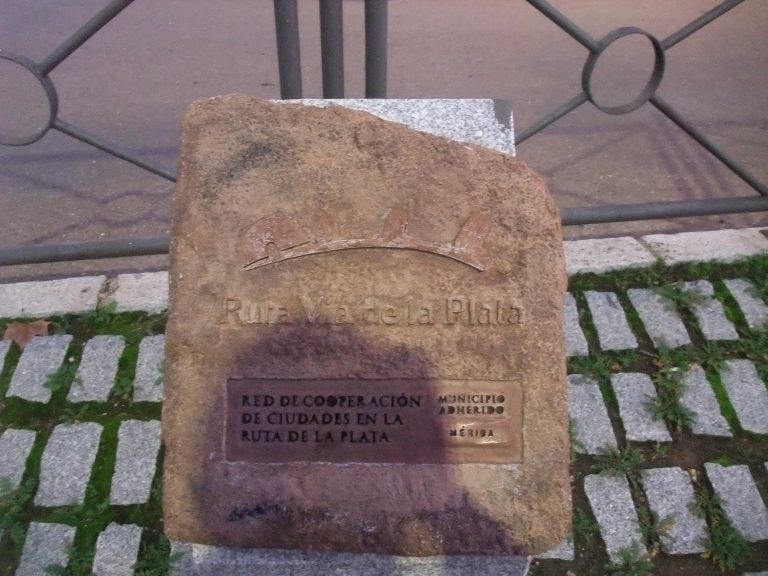 Ruta Vía de la Plata
RED DE COOPERACIÓN
DE CIUDADES EN LA
RUTA DE LA PLATA
MUNICIPIO
ADHERIDO
MÉRIDA